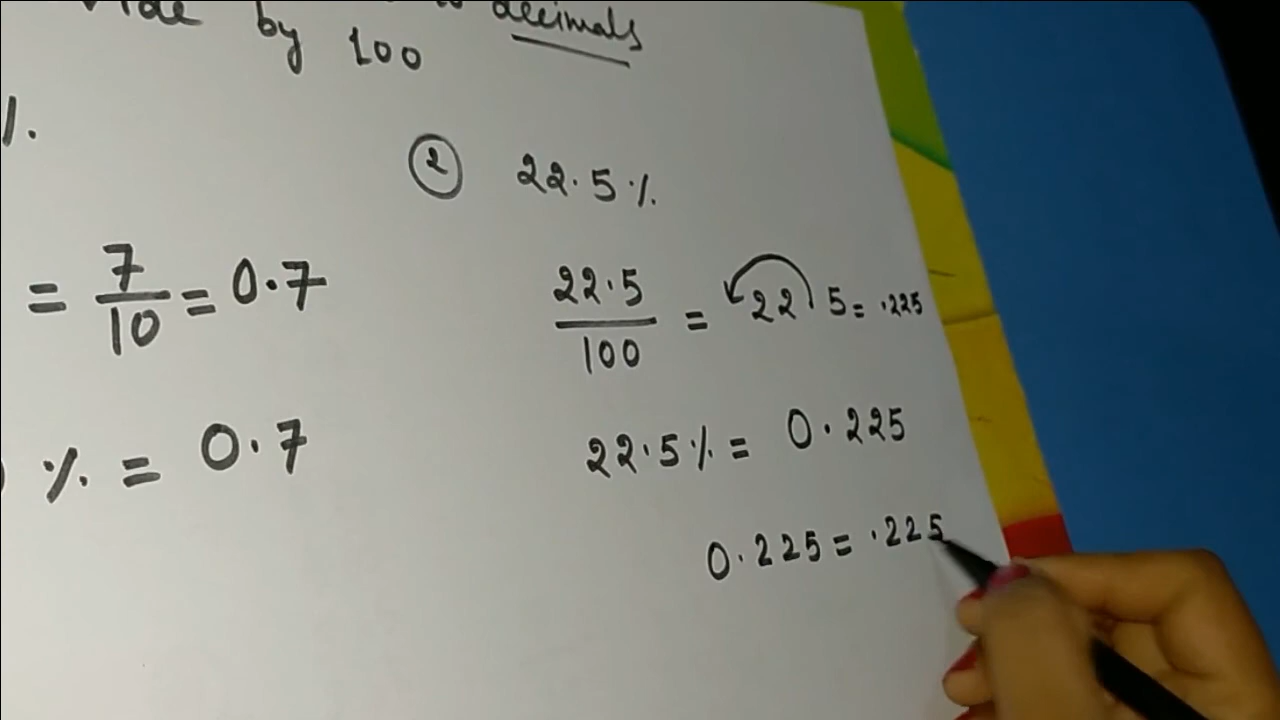 decimals
by 100
%.
② 22.5%
= 7/10 = 0.7
22.5/100 = 22 5 = .225
% = 0.7
22.5% = 0.225
0.225 = .225